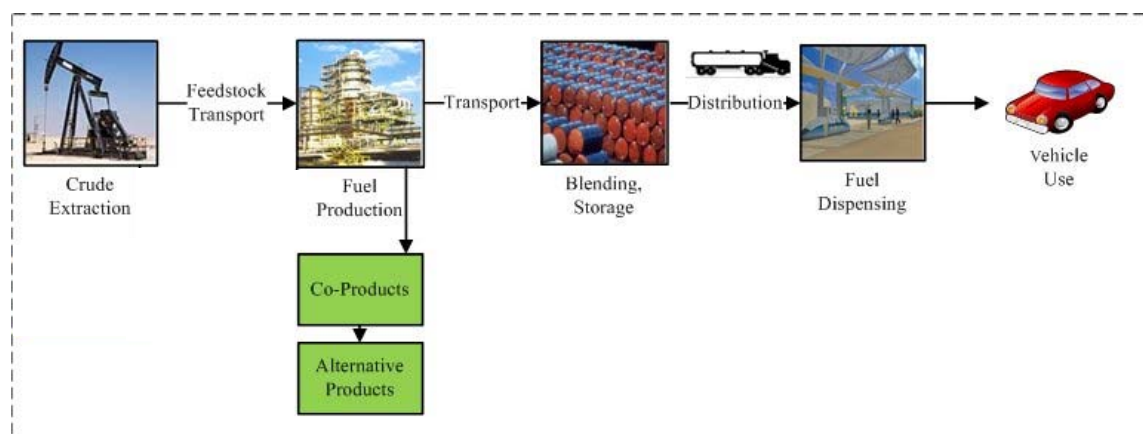 Feedstock
Transport
Transport
Distribution
Crude
Extraction
Fuel
Production
Blending,
Storage
Fuel
Dispensing
Vehicle
Use
Co-Products
Alternative
Products